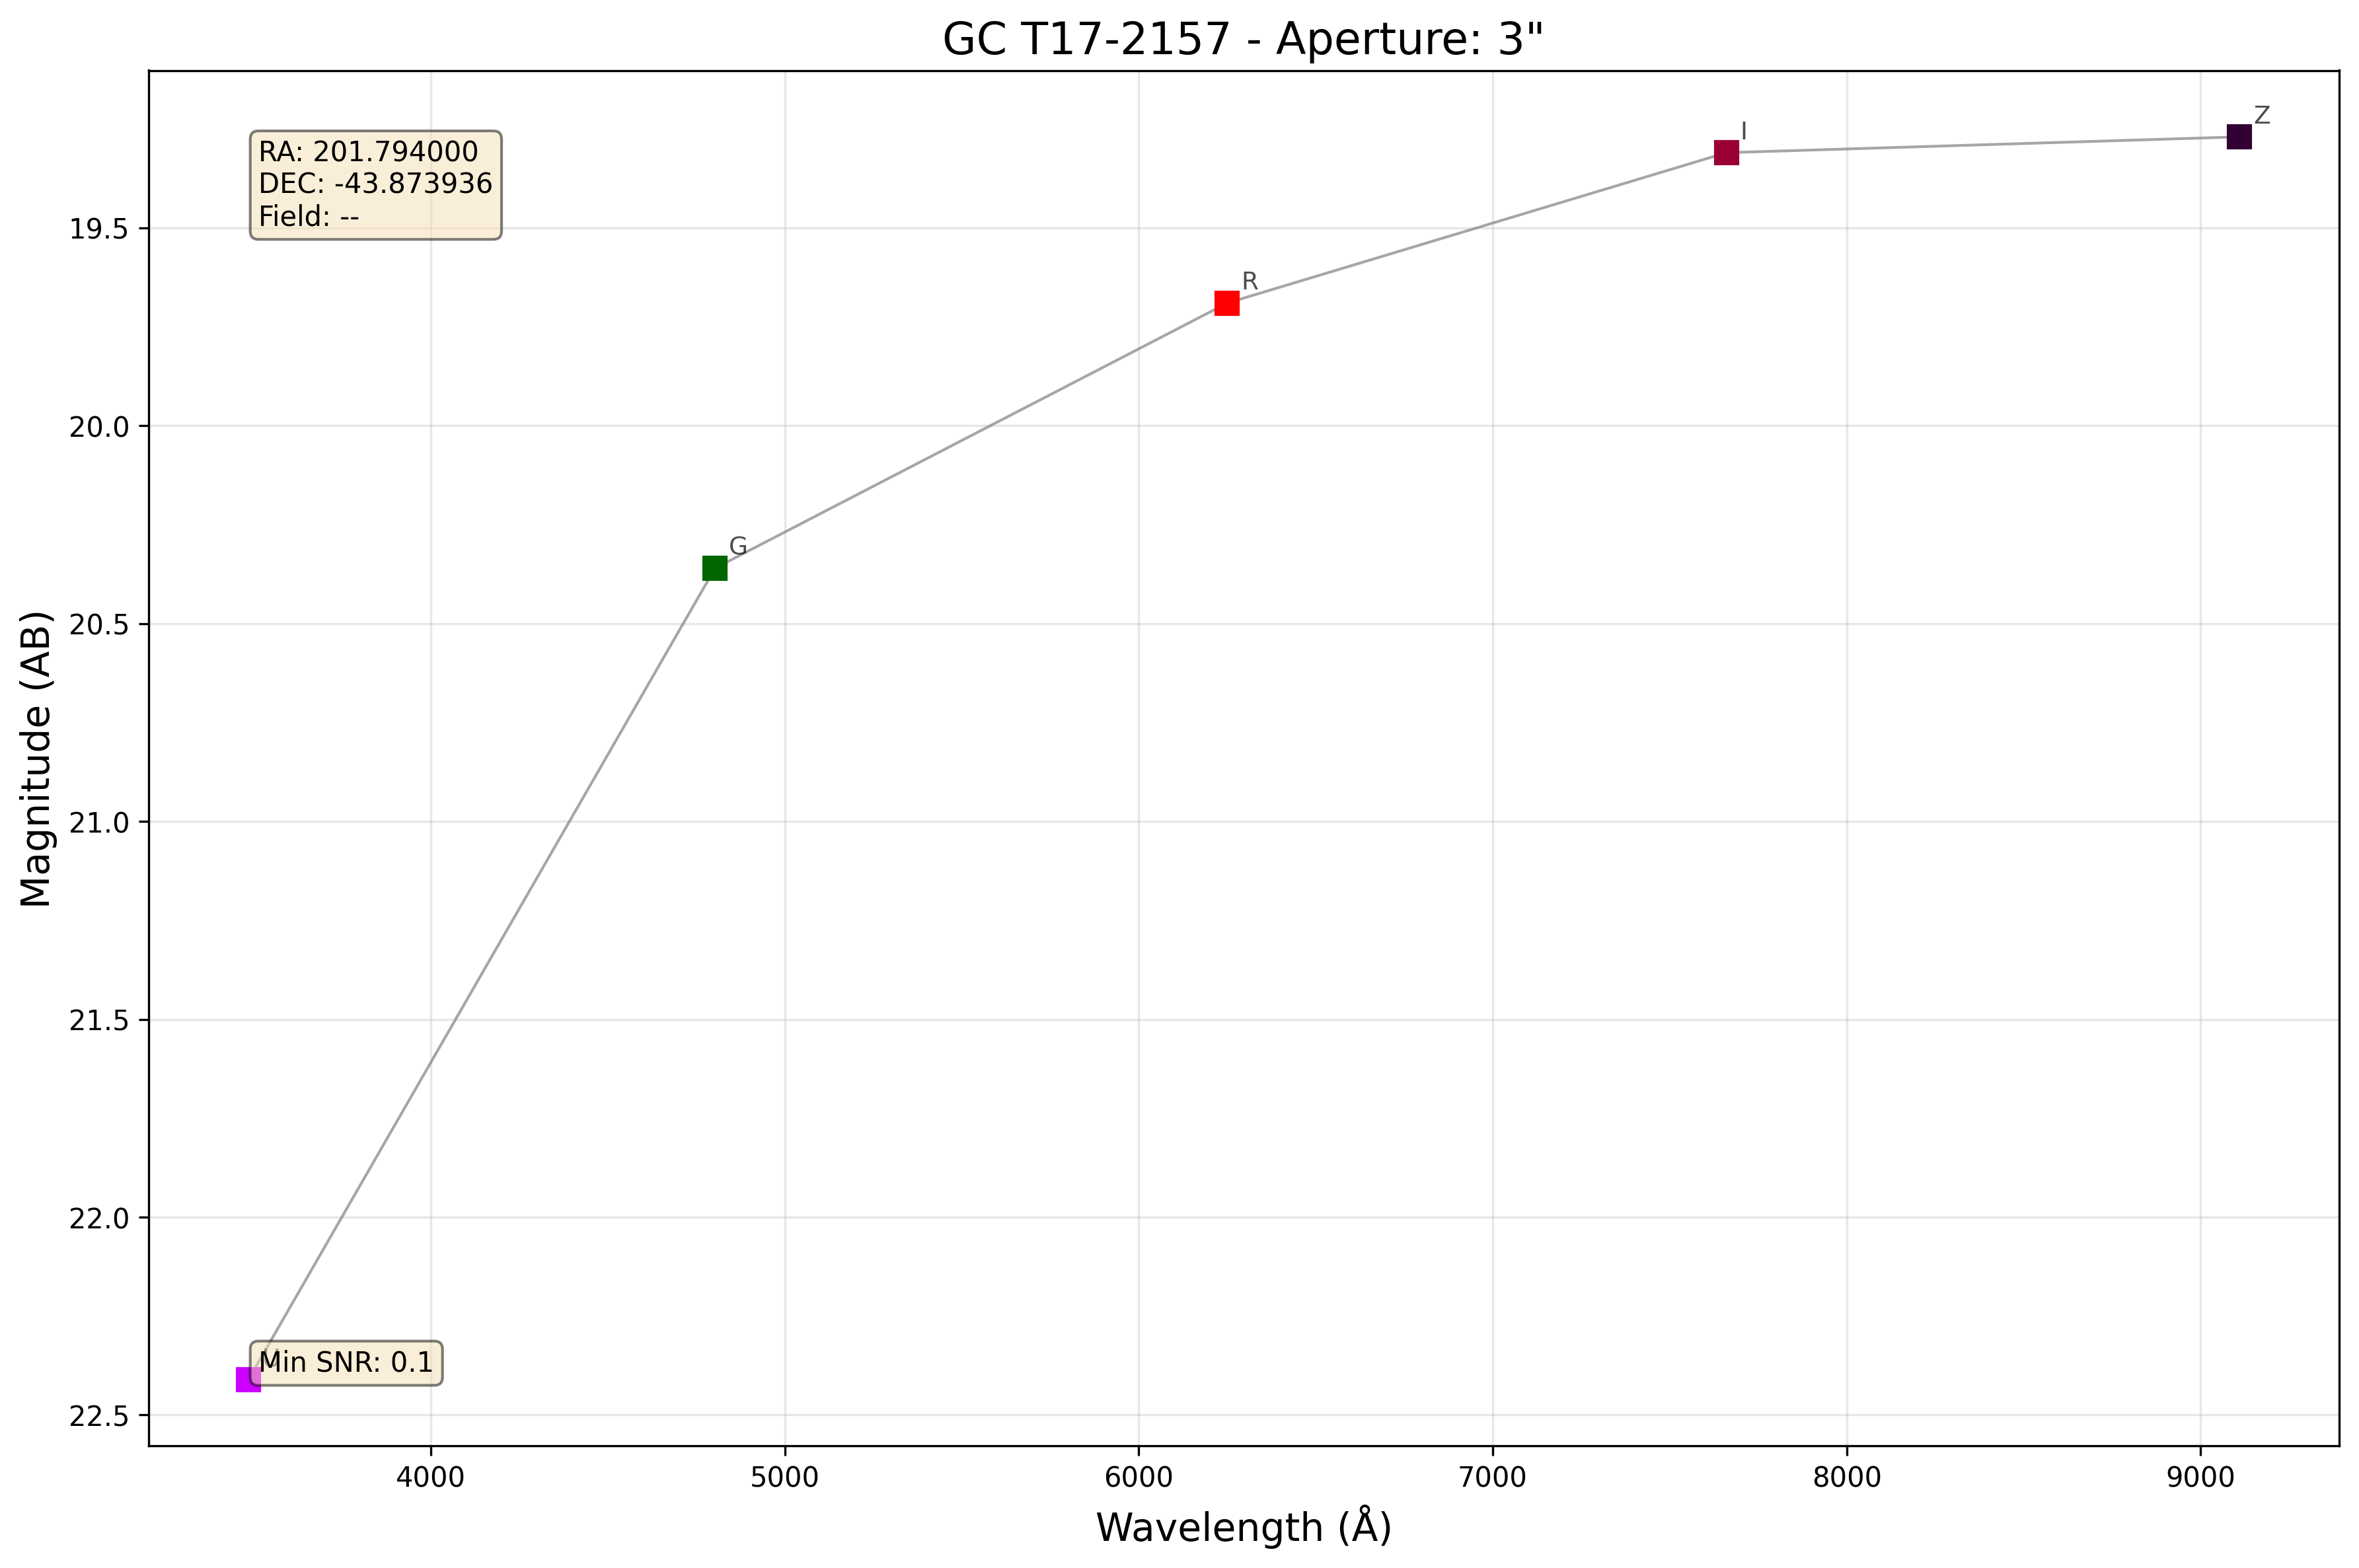 GC T17-2157 - Aperture: 3"
RA: 201.794000
DEC: -43.873936
Field: --
Z
I
R
G
Min SNR: 0.1
Magnitude (AB)
19.5
20.0
20.5
21.0
21.5
22.0
22.5
4000
5000
6000
7000
8000
9000
Wavelength (Å)